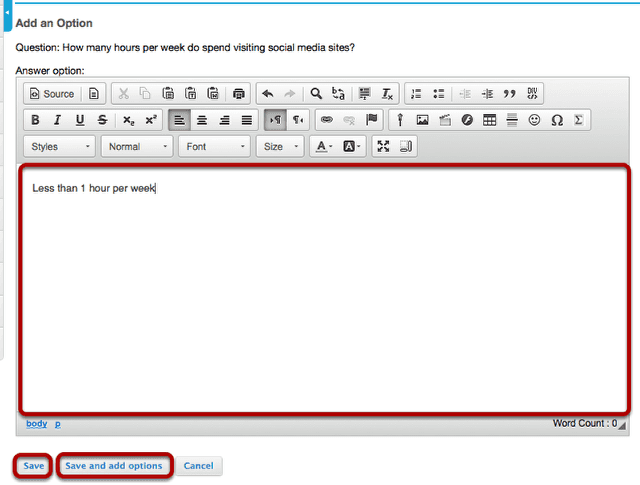 Add an Option
Question: How many hours per week do spend visiting social media sites?
Answer option:
Source
B I U S x₂ x² ¶ ¶ Ω Σ
Styles Normal Font Size A A
Less than 1 hour per week
body p Word Count : 0
Save Save and add options Cancel